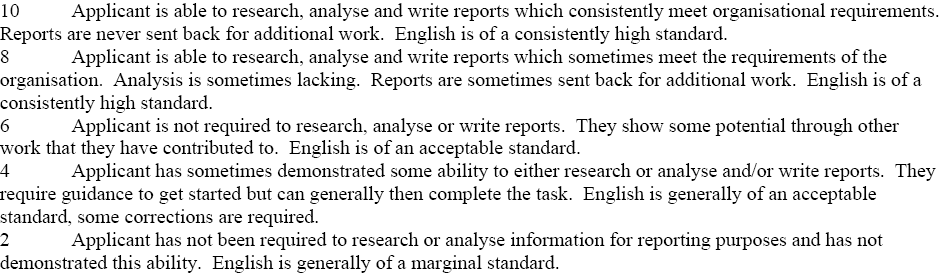 10 Applicant is able to research, analyse and write reports which consistently meet organisational requirements.
Reports are never sent back for additional work. English is of a consistently high standard.
8 Applicant is able to research, analyse and write reports which sometimes meet the requirements of the
organisation. Analysis is sometimes lacking. Reports are sometimes sent back for additional work. English is of a
consistently high standard.
6 Applicant is not required to research, analyse or write reports. They show some potential through other
work that they have contributed to. English is of an acceptable standard.
4 Applicant has sometimes demonstrated some ability to either research or analyse and/or write reports. They
require guidance to get started but can generally then complete the task. English is generally of an acceptable
standard, some corrections are required.
2 Applicant has not been required to research or analyse information for reporting purposes and has not
demonstrated this ability. English is generally of a marginal standard.